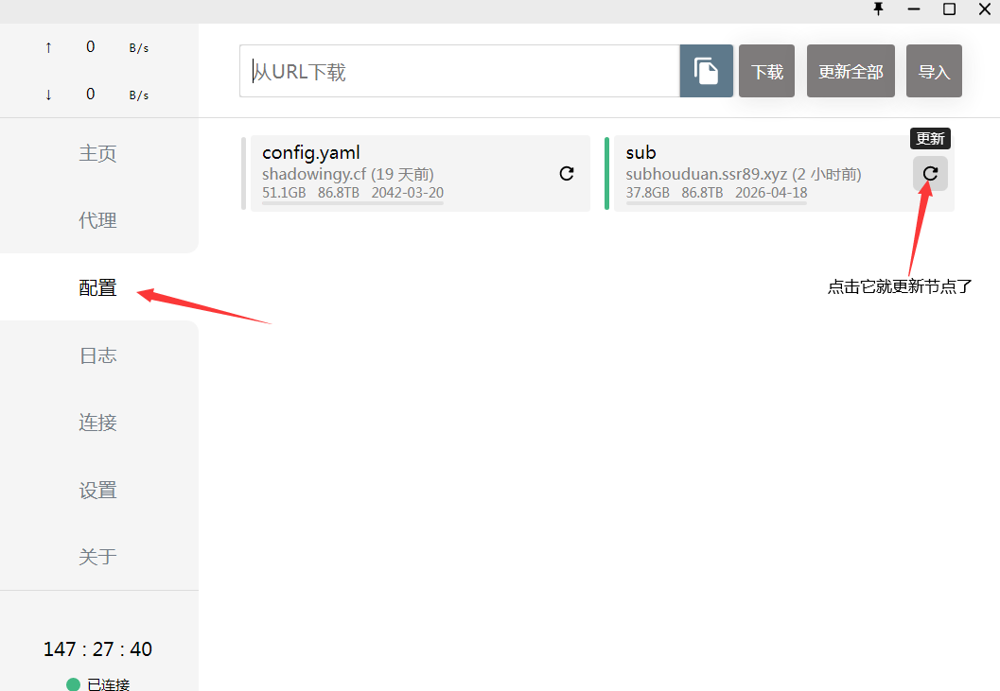 ↑ 0 B/s
↓ 0 B/s
从URL下载
下载
更新全部
导入
主页
代理
配置
日志
连接
设置
关于
147 : 27 : 40
已连接
config.yaml
shadowingy.cf (19 天前)
51.1GB 86.8TB 2042-03-20
更新
sub
subhouduan.ssr89.xyz (2 小时前)
37.8GB 86.8TB 2026-04-18
点击它就更新节点了